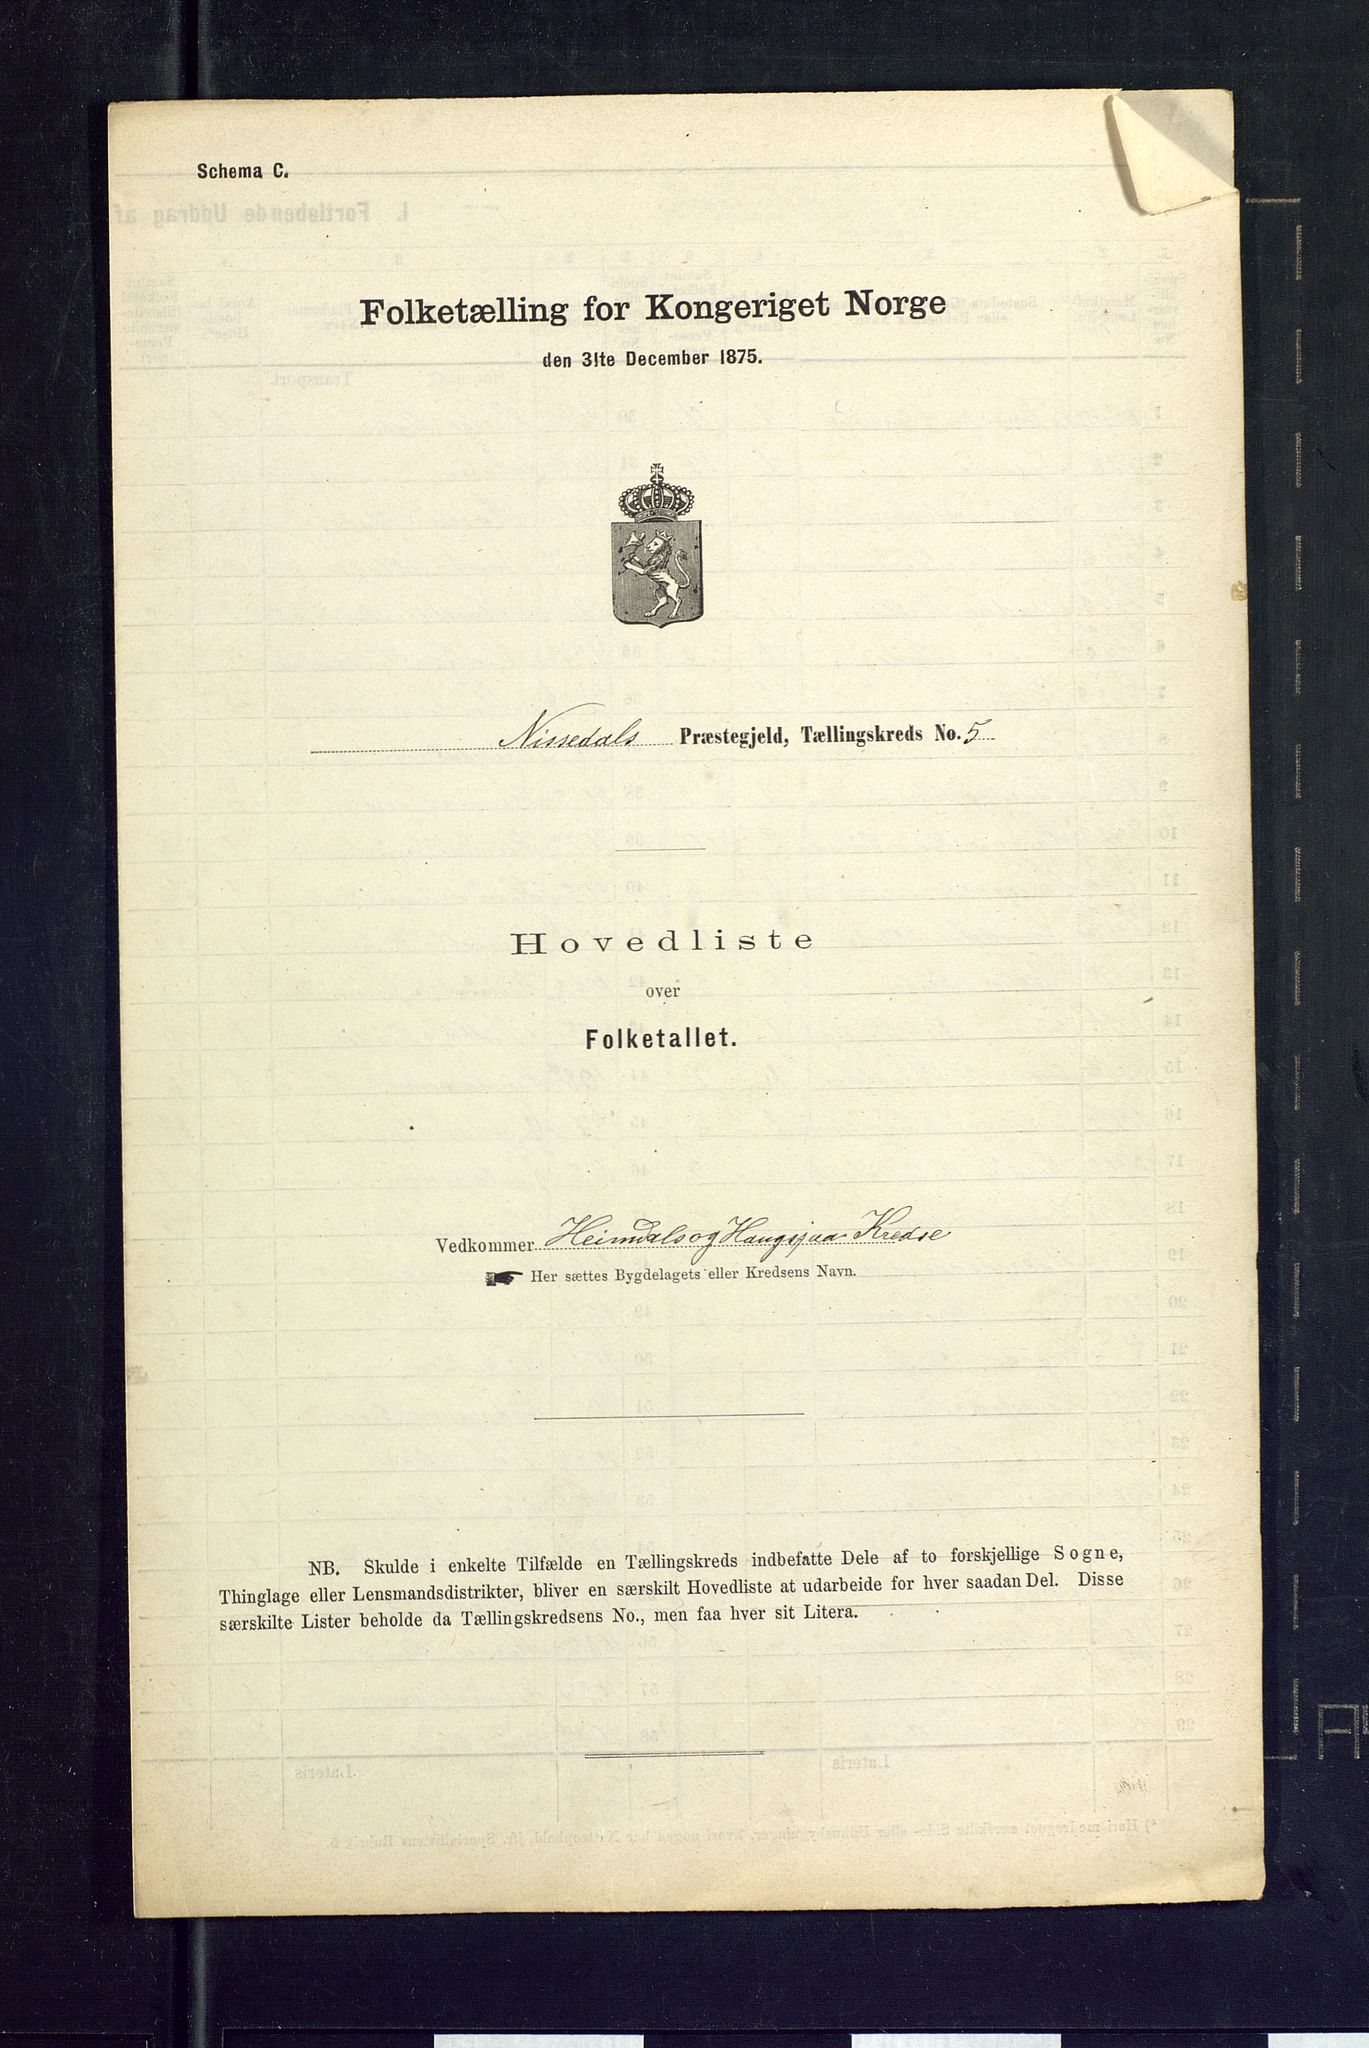 Schema C.
Folketælling for Kongeriget Norge
den 31te December 1875.
Nissedals Præstegjeld, Tællingskreds No. 5
Hovedliste
over
Folketallet.
Vedkommer Heimdals og Haugsjaa Kredse
Her sættes Bygdelagets eller Kredsens Navn.
NB. Skulde i enkelte Tilfælde en Tællingskreds indbefatte Dele af to forskjellige Sogne,
Thinglage eller Lensmandsdistrikter, bliver en særskilt Hovedliste at udarbeide for hver saadan Del. Disse
særskilte Lister beholde da Tællingskredsens No., men faa hver sit Litera.